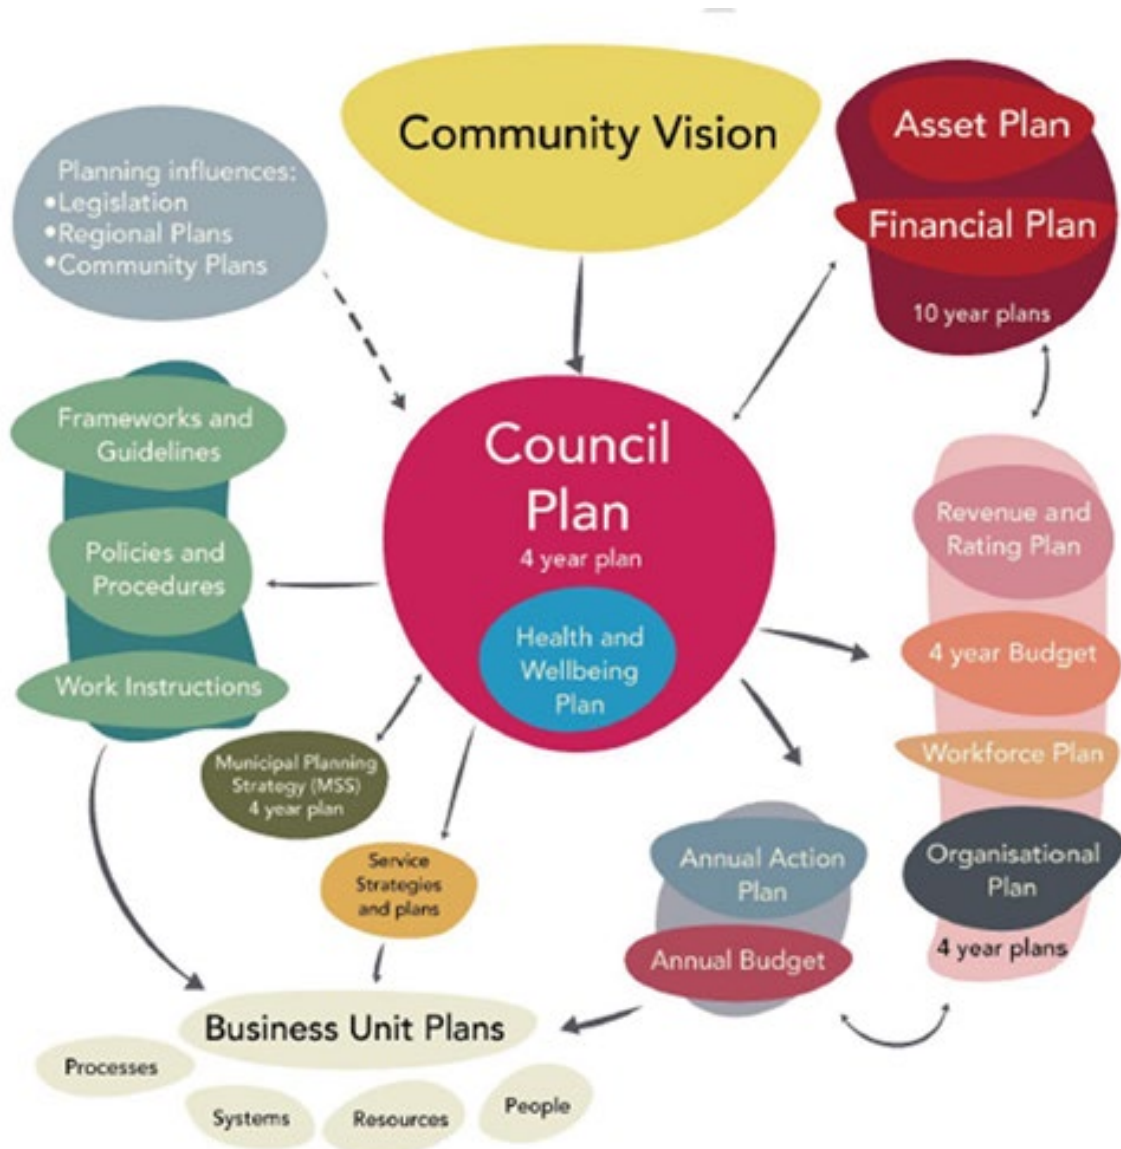 Community Vision
Asset Plan
Financial Plan
10 year plans
Planning influences:
•Legislation
•Regional Plans
•Community Plans
Frameworks and
Guidelines
Policies and
Procedures
Work Instructions
Council
Plan
4 year plan
Health and
Wellbeing
Plan
Revenue and
Rating Plan
4 year Budget
Workforce Plan
Organisational
Plan
4 year plans
Municipal Planning
Strategy (MSS)
4 year plan
Service
Strategies
and plans
Annual Action
Plan
Annual Budget
Business Unit Plans
Processes
Systems
Resources
People